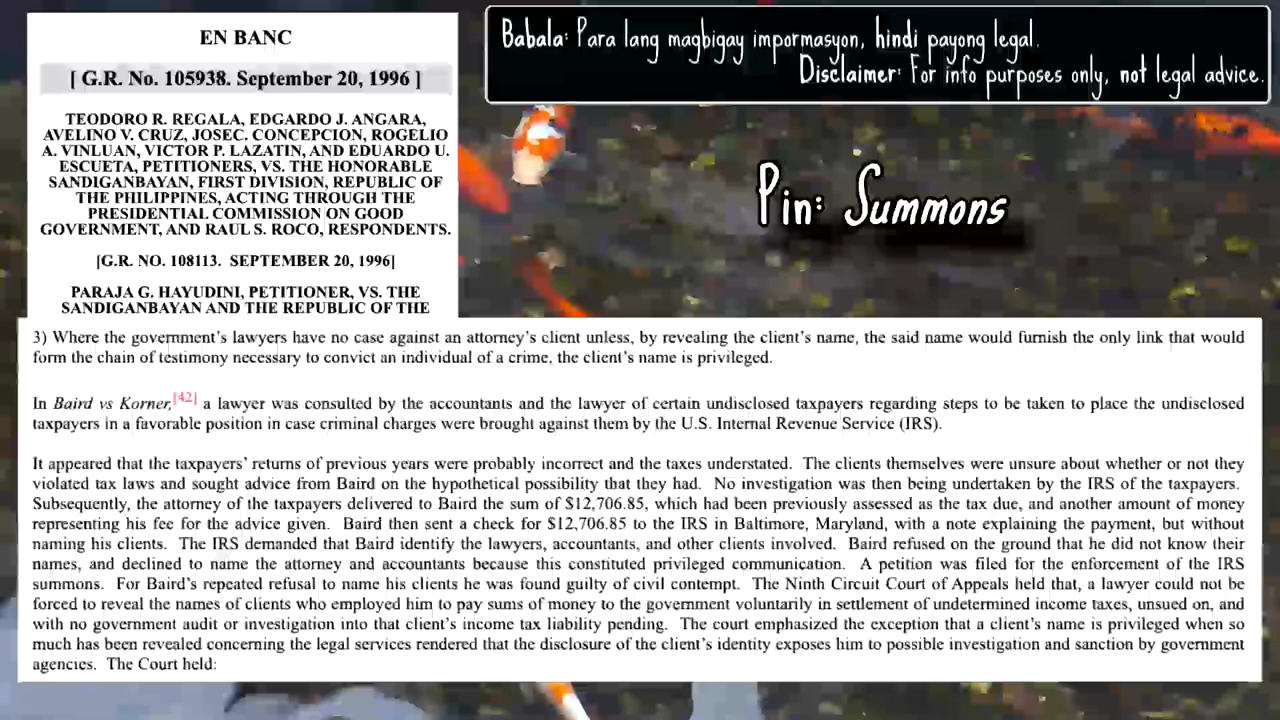 EN BANC
[ G.R. No. 105938. September 20, 1996 ]
TEODORO R. REGALA, EDGARDO J. ANGARA,
AVELINO V. CRUZ, JOSEC. CONCEPCION, ROGELIO
A. VINLUAN, VICTOR P. LAZATIN, AND EDUARDO U.
ESCUETA, PETITIONERS, VS. THE HONORABLE
SANDIGANBAYAN, FIRST DIVISION, REPUBLIC OF
THE PHILIPPINES, ACTING THROUGH THE
PRESIDENTIAL COMMISSION ON GOOD
GOVERNMENT, AND RAUL S. ROCO, RESPONDENTS.
[G.R. NO. 108113. SEPTEMBER 20, 1996]
PARAJA G. HAYUDINI, PETITIONER, VS. THE
SANDIGANBAYAN AND THE REPUBLIC OF THE
Babala: Para lang magbigay impormasyon, hindi payong legal.
Disclaimer: For info purposes only, not legal advice.
Pin: Summons
3) Where the government's lawyers have no case against an attorney's client unless, by revealing the client's name, the said name would furnish the only link that would
form the chain of testimony necessary to convict an individual of a crime, the client's name is privileged.
In Baird vs Korner,[42] a lawyer was consulted by the accountants and the lawyer of certain undisclosed taxpayers regarding steps to be taken to place the undisclosed
taxpayers in a favorable position in case criminal charges were brought against them by the U.S. Internal Revenue Service (IRS).
It appeared that the taxpayers' returns of previous years were probably incorrect and the taxes understated. The clients themselves were unsure about whether or not they
violated tax laws and sought advice from Baird on the hypothetical possibility that they had. No investigation was then being undertaken by the IRS of the taxpayers.
Subsequently, the attorney of the taxpayers delivered to Baird the sum of $12,706.85, which had been previously assessed as the tax due, and another amount of money
representing his fee for the advice given. Baird then sent a check for $12,706.85 to the IRS in Baltimore, Maryland, with a note explaining the payment, but without
naming his clients. The IRS demanded that Baird identify the lawyers, accountants, and other clients involved. Baird refused on the ground that he did not know their
names, and declined to name the attorney and accountants because this constituted privileged communication. A petition was filed for the enforcement of the IRS
summons. For Baird's repeated refusal to name his clients he was found guilty of civil contempt. The Ninth Circuit Court of Appeals held that, a lawyer could not be
forced to reveal the names of clients who employed him to pay sums of money to the government voluntarily in settlement of undetermined income taxes, unsued on, and
with no government audit or investigation into that client's income tax liability pending. The court emphasized the exception that a client's name is privileged when so
much has been revealed concerning the legal services rendered that the disclosure of the client's identity exposes him to possible investigation and sanction by government
agencies. The Court held: